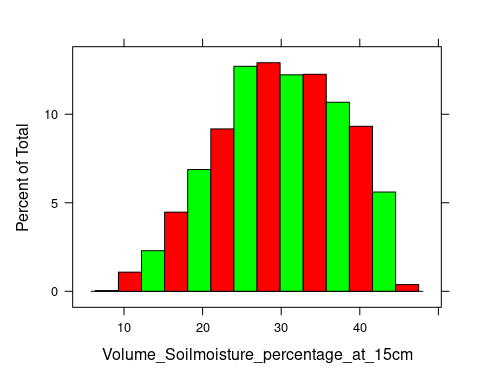 Percent of Total
10
5
0
10 20 30 40
Volume_Soilmoisture_percentage_at_15cm